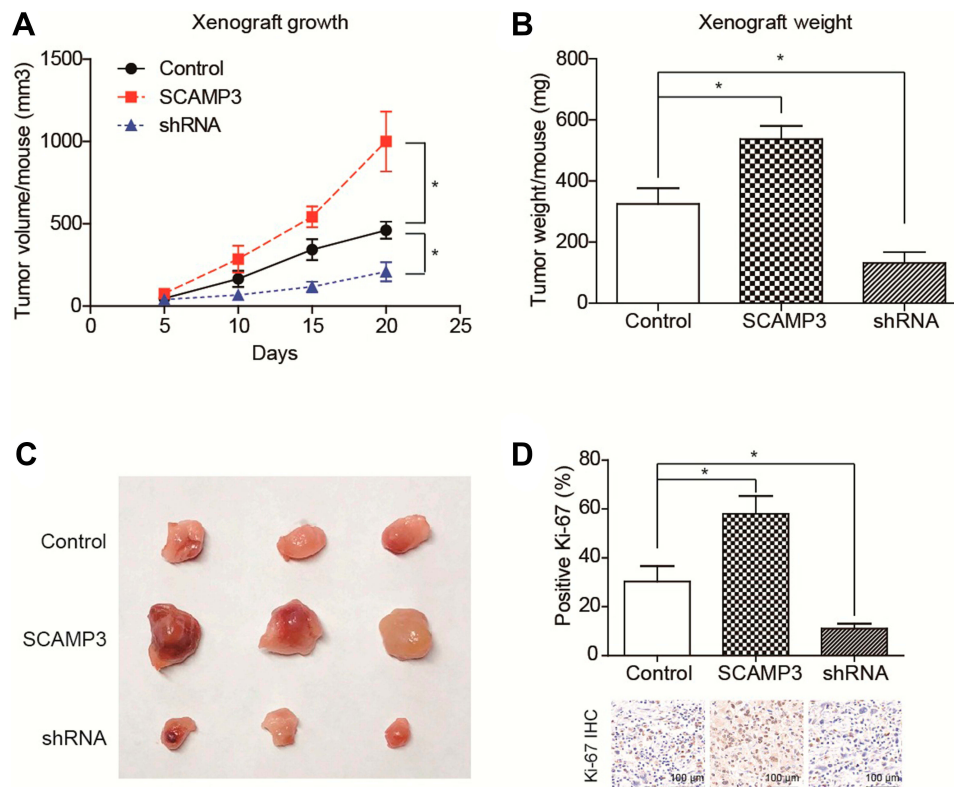 A
Xenograft growth
Tumor volume/mouse (mm3)
1500
1000
500
0
0
5
10
15
20
25
Days
Control
SCAMP3
shRNA
*
*
B
Xenograft weight
Tumor weight/mouse (mg)
800
600
400
200
0
*
*
Control
SCAMP3
shRNA
C
Control
SCAMP3
shRNA
D
Positive Ki-67 (%)
80
60
40
20
0
*
*
Control
SCAMP3
shRNA
Ki-67 IHC
100 μm
100 μm
100 μm